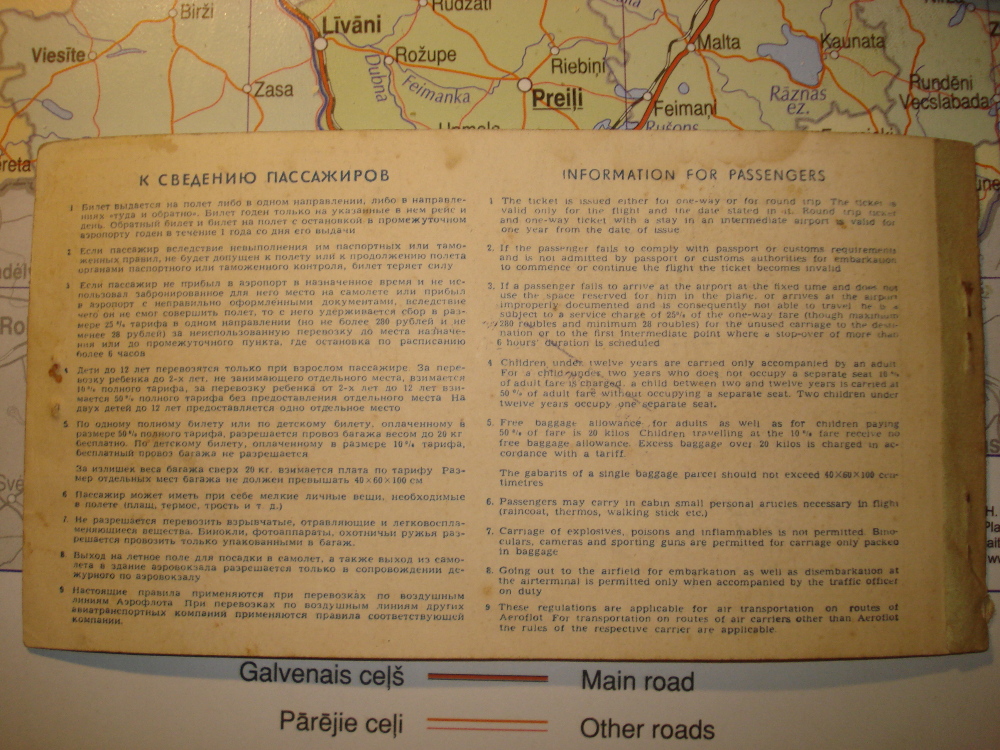 Birži
Rudzāti
Līvāni
Viesīte
Rožupe
Malta
Kaunata
Riebiņi
Zasa
Dubna
Feimanka
Preiļi
Feimaņi
Rāznas
ez.
Rundēni
Vecslabada
Rušons
К СВЕДЕНИЮ ПАССАЖИРОВ
1 Билет выдается на полет либо в одном направлении, либо в направле-
ниях «туда и обратно». Билет годен только на указанные в нем рейс и
день. Обратный билет и билет на полет с остановкой в промежуточном
аэропорту годен в течение 1 года со дня его выдачи
2 Если пассажир вследствие невыполнения им паспортных или тамо-
женных правил, не будет допущен к полету или к продолжению полета
органами паспортного или таможенного контроля, билет теряет силу
3 Если пассажир не прибыл в аэропорт в назначенное время и не ис-
пользовал забронированное для него место на самолете или прибыл
в аэропорт с неправильно оформленными документами, вследствие
чего он не смог совершить полет, то с него удерживается сбор в раз-
мере 25% тарифа в одном направлении (но не более 280 рублей и не
менее 28 рублей) за неиспользованную перевозку до места назначе-
ния или до промежуточного пункта, где остановка по расписанию
более 6 часов
4 Дети до 12 лет перевозятся только при взрослом пассажире. За пере-
возку ребенка до 2-х лет, не занимающего отдельного места, взимается
10% полного тарифа, за перевозку ребенка от 2-х лет до 12 лет взи-
мается 50% полного тарифа без предоставления отдельного места На
двух детей до 12 лет предоставляется одно отдельное место
5 По одному полному билету или по детскому билету, оплаченному в
размере 50% полного тарифа, разрешается провоз багажа весом до 20 кг
бесплатно. По детскому билету, оплаченному в размере 10% тарифа,
бесплатный провоз багажа не разрешается
За излишек веса багажа сверх 20 кг. взимается плата по тарифу Раз-
мер отдельных мест багажа не должен превышать 40×60×100 см
6 Пассажир может иметь при себе мелкие личные вещи, необходимые
в полете (плащ, термос, трость и т. д.)
7. Не разрешается перевозить взрывчатые, отравляющие и легковоспла-
меняющиеся вещества. Бинокли, фотоаппараты, охотничьи ружья раз-
решается провозить только упакованными в багаж.
8 Выход на летное поле для посадки в самолет, а также выход из само-
лета в здание аэровокзала разрешается только в сопровождении де-
журного по аэровокзалу
9 Настоящие правила применяются при перевозках по воздушным
линиям Аэрофлота При перевозках по воздушным линиям других
авиатранспортных компаний применяются правила соответствующей
компании.
INFORMATION FOR PASSENGERS
1 The ticket is issued either for one-way or for round trip The ticket is
valid only for the flight and the date stated in it. Round trip ticket
and one-way ticket with a stay in an intermediate airport is valid for
one year from the date of issue
2. If the passenger fails to comply with passport or customs requirements
and is not admitted by passport or customs authorities for embarkation
to commence or continue the flight the ticket becomes invalid
3. If a passenger fails to arrive at the airport at the fixed time and does not
use the space reserved for him in the plane, or arrives at the airport
improperly documented and is consequently not able to travel he is
subject to a service charge of 25% of the one-way fare (though maximum
280 roubles and minimum 28 roubles) for the unused carriage to the desti-
nation or to the first intermediate point where a stop-over of more than
6 hours' duration is scheduled
4 Children under twelve years are carried only accompanied by an adult
For a child under two years who does not occupy a separate seat 10%
of adult fare is charged, a child between two and twelve years is carried at
50% of adult fare without occupying a separate seat. Two children under
twelve years occupy one separate seat.
5. Free baggage allowance for adults as well as for children paying
50% of fare is 20 kilos Children travelling at the 10% fare receive no
free baggage allowance. Excess baggage over 20 kilos is charged in ac-
cordance with a tariff.
The gabarits of a single baggage parcel should not exceed 40×60×100 cen-
timetres
6. Passengers may carry in cabin small personal articles necessary in flight
(raincoat, thermos, walking stick etc.)
7. Carriage of explosives, poisons and inflammables is not permitted. Bino-
culars, cameras and sporting guns are permitted for carriage only packed
in baggage
8. Going out to the airfield for embarkation as well as disembarkation at
the airterminal is permitted only when accompanied by the traffic officer
on duty
9 These regulations are applicable for air transportation on routes of
Aeroflot For transportation on routes of air carriers other than Aeroflot
the rules of the respective carrier are applicable.
Galvenais ceļš Main road
Pārējie ceļi Other roads